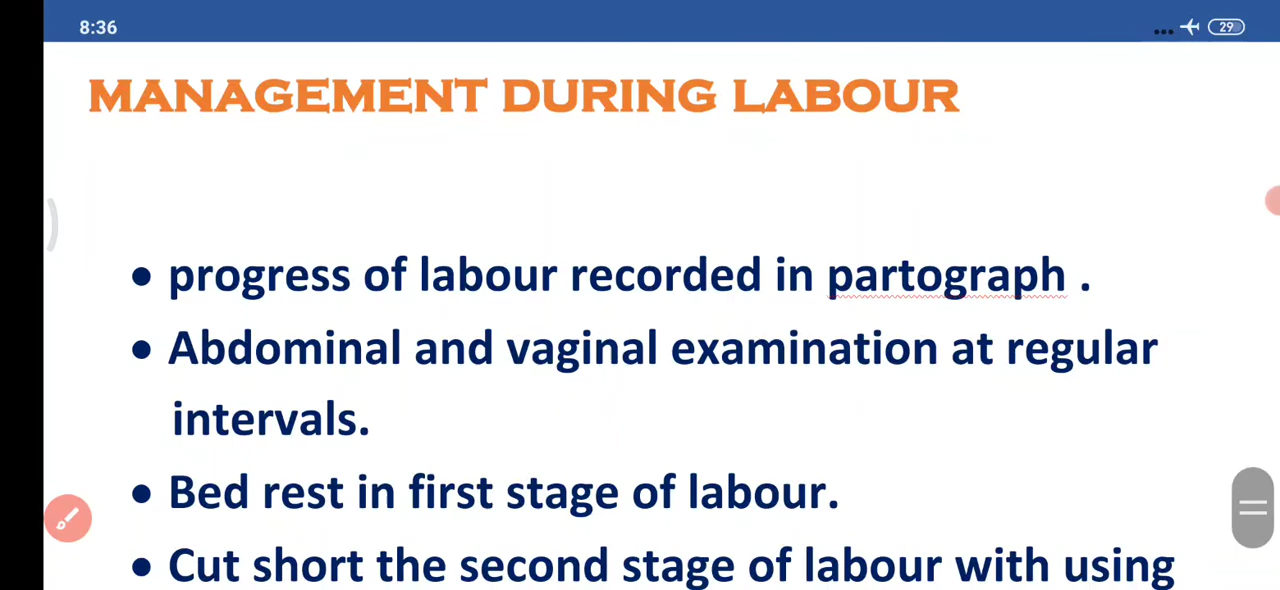 8:36
29
MANAGEMENT DURING LABOUR
• progress of labour recorded in partograph .
• Abdominal and vaginal examination at regular
intervals.
• Bed rest in first stage of labour.
• Cut short the second stage of labour with using